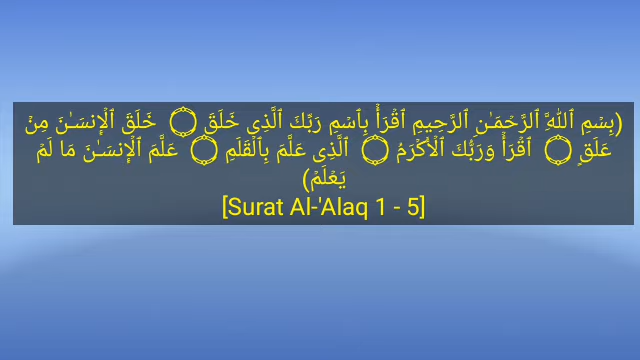 (بِسْمِ ٱللَّهِ ٱلرَّحْمَـٰنِ ٱلرَّحِيمِ ٱقْرَأْ بِٱسْمِ رَبِّكَ ٱلَّذِى خَلَقَ ۝ خَلَقَ ٱلْإِنسَـٰنَ مِنْ
عَلَقٍ ۝ ٱقْرَأْ وَرَبُّكَ ٱلْأَكْرَمُ ۝ ٱلَّذِى عَلَّمَ بِٱلْقَلَمِ ۝ عَلَّمَ ٱلْإِنسَـٰنَ مَا لَمْ
يَعْلَمْ)
[Surat Al-'Alaq 1 - 5]